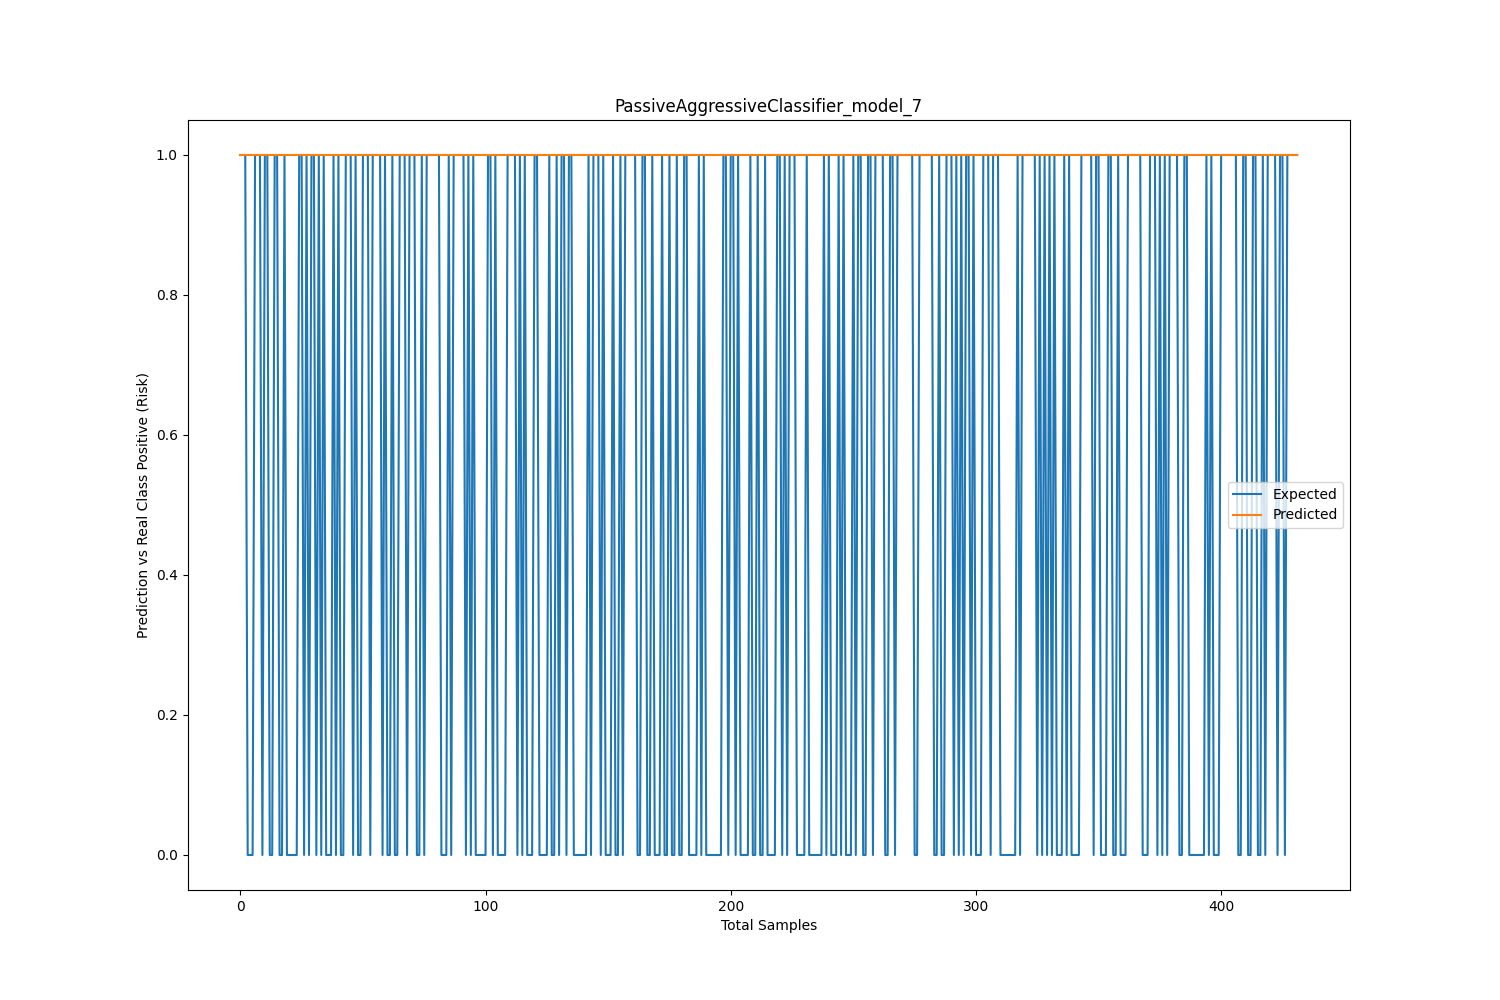 PassiveAggressiveClassifier_model_7
Prediction vs Real Class Positive (Risk)
1.0
0.8
0.6
0.4
0.2
0.0
Expected
Predicted
0 100 200 300 400
Total Samples